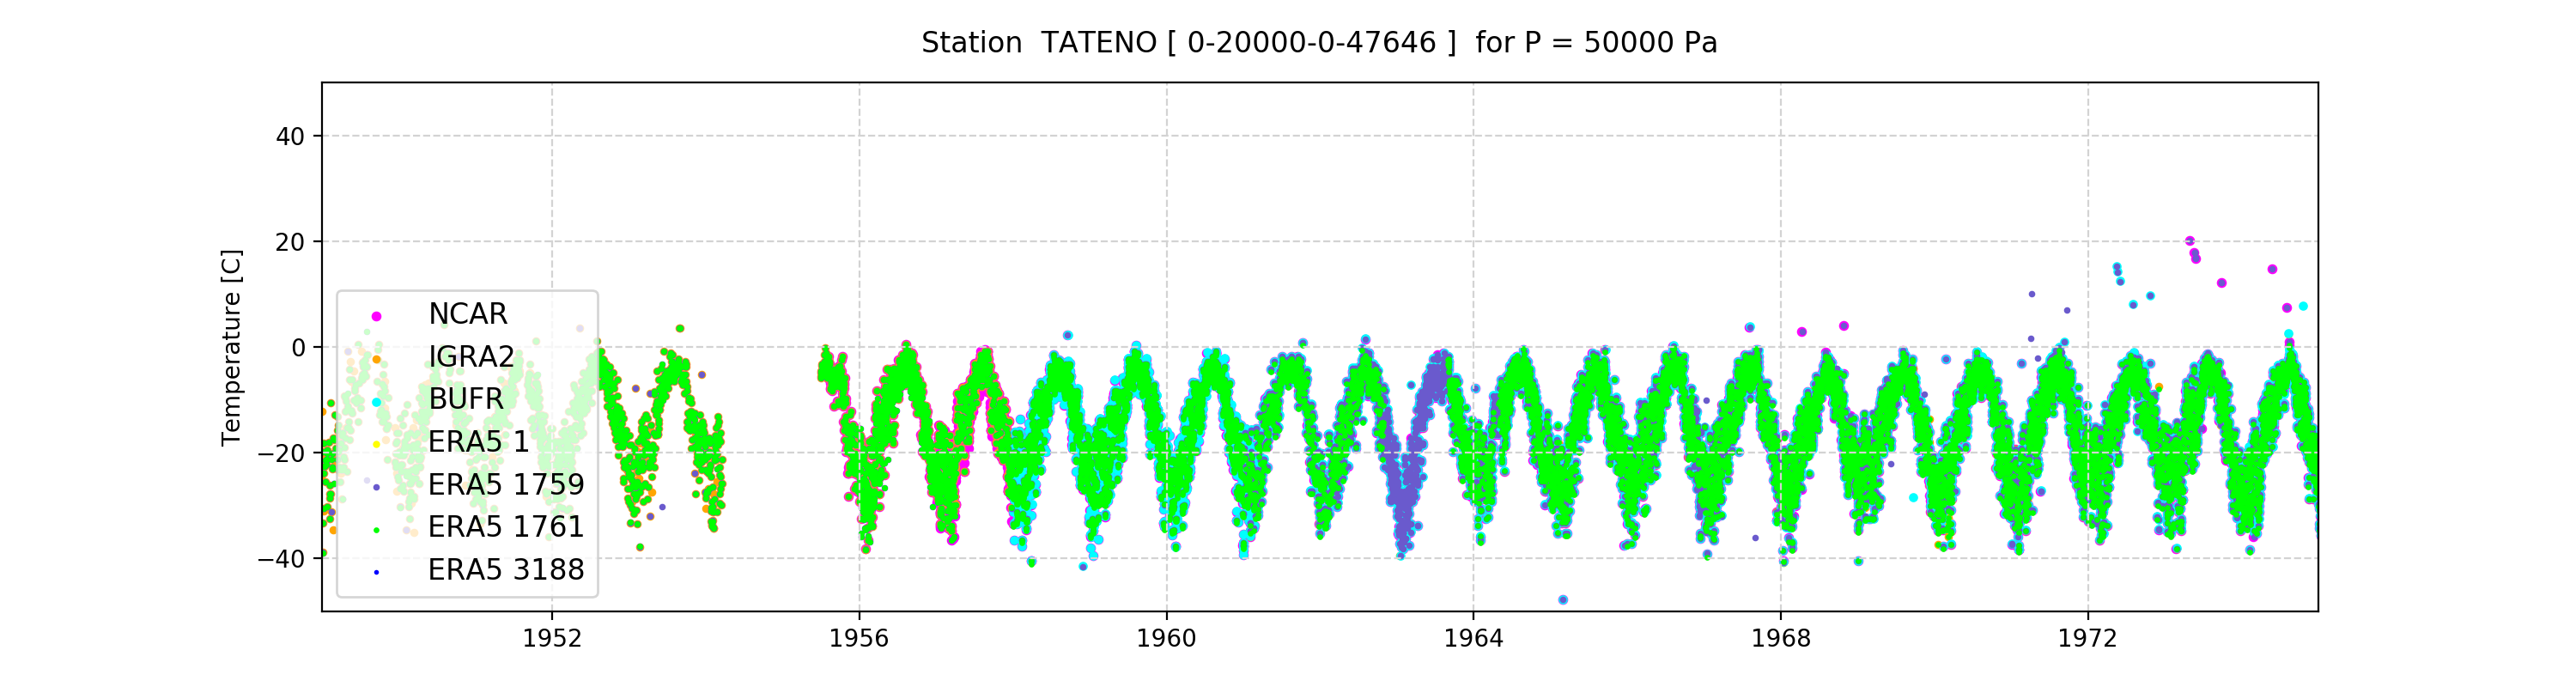 Station  TATENO [ 0-20000-0-47646 ]  for P = 50000 Pa
Temperature [C]
40
20
0
−20
−40
NCAR
IGRA2
BUFR
ERA5 1
ERA5 1759
ERA5 1761
ERA5 3188
1952
1956
1960
1964
1968
1972